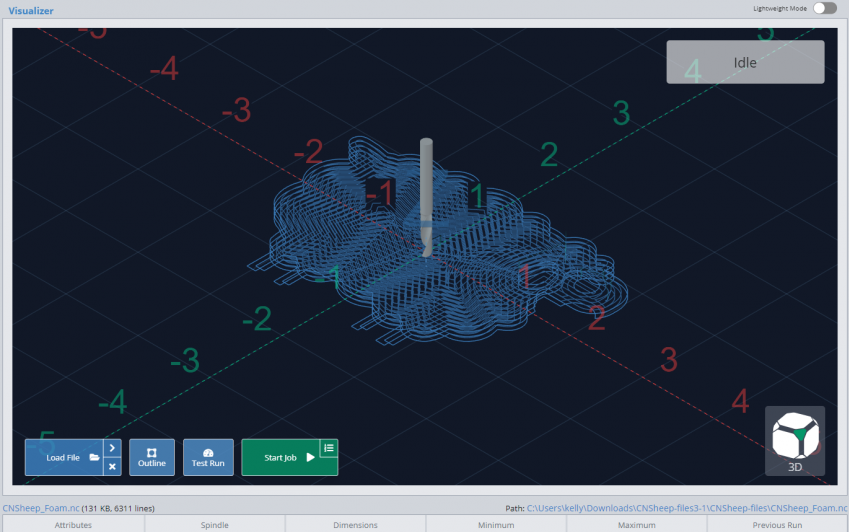 Visualizer
Lightweight Mode
Idle
-5
-4
-3
-2
-1
1
2
3
4
5
4
3
2
1
-1
-2
-3
-4
-5
Load File
Outline
Test Run
Start Job
3D
CNSheep_Foam.nc (131 KB, 6311 lines)
Path: C:\Users\kelly\Downloads\CNSheep-files3-1\CNSheep-files\CNSheep_Foam.nc
Attributes
Spindle
Dimensions
Minimum
Maximum
Previous Run